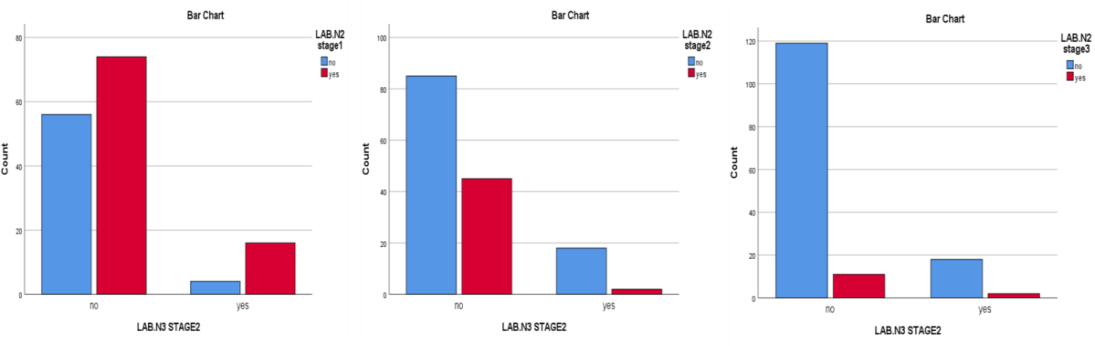 Bar Chart
LAB.N2
stage1
no
yes
80
60
40
20
0
Count
no yes
LAB.N3 STAGE2
Bar Chart
LAB.N2
stage2
no
yes
100
80
60
40
20
0
Count
no yes
LAB.N3 STAGE2
Bar Chart
LAB.N2
stage3
no
yes
120
100
80
60
40
20
0
Count
no yes
LAB.N3 STAGE2